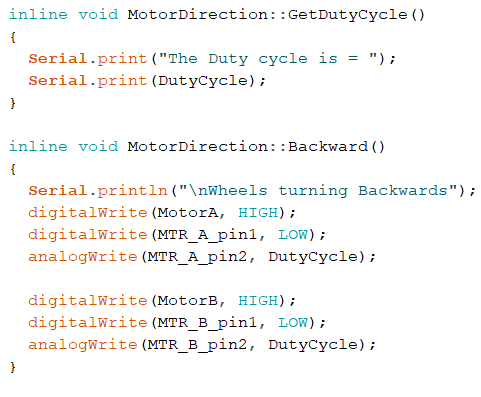 inline void MotorDirection::GetDutyCycle()
{
  Serial.print("The Duty cycle is = ");
  Serial.print(DutyCycle);
}

inline void MotorDirection::Backward()
{
  Serial.println("\nWheels turning Backwards");
  digitalWrite(MotorA, HIGH);
  digitalWrite(MTR_A_pin1, LOW);
  analogWrite(MTR_A_pin2, DutyCycle);

  digitalWrite(MotorB, HIGH);
  digitalWrite(MTR_B_pin1, LOW);
  analogWrite(MTR_B_pin2, DutyCycle);
}